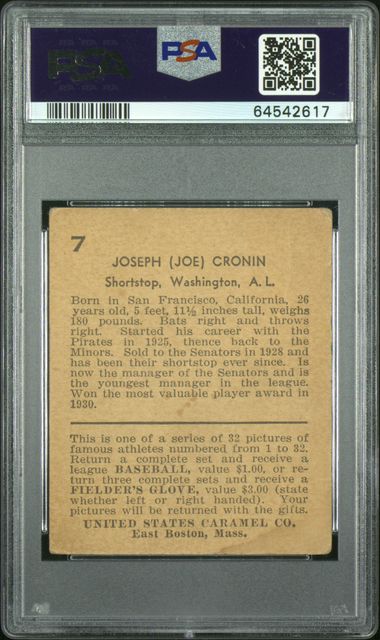 PSA
PSA
64542617
7
JOSEPH (JOE) CRONIN
Shortstop, Washington, A. L.
Born in San Francisco, California, 26
years old, 5 feet, 11½ inches tall, weighs
180 pounds. Bats right and throws
right. Started his career with the
Pirates in 1925, thence back to the
Minors. Sold to the Senators in 1928 and
has been their shortstop ever since. Is
now the manager of the Senators and is
the youngest manager in the league.
Won the most valuable player award in
1930.
This is one of a series of 32 pictures of
famous athletes numbered from 1 to 32.
Return a complete set and receive a
league BASEBALL, value $1.00, or re-
turn three complete sets and receive a
FIELDER'S GLOVE, value $3.00 (state
whether left or right handed). Your
pictures will be returned with the gifts.
UNITED STATES CARAMEL CO.
East Boston, Mass.